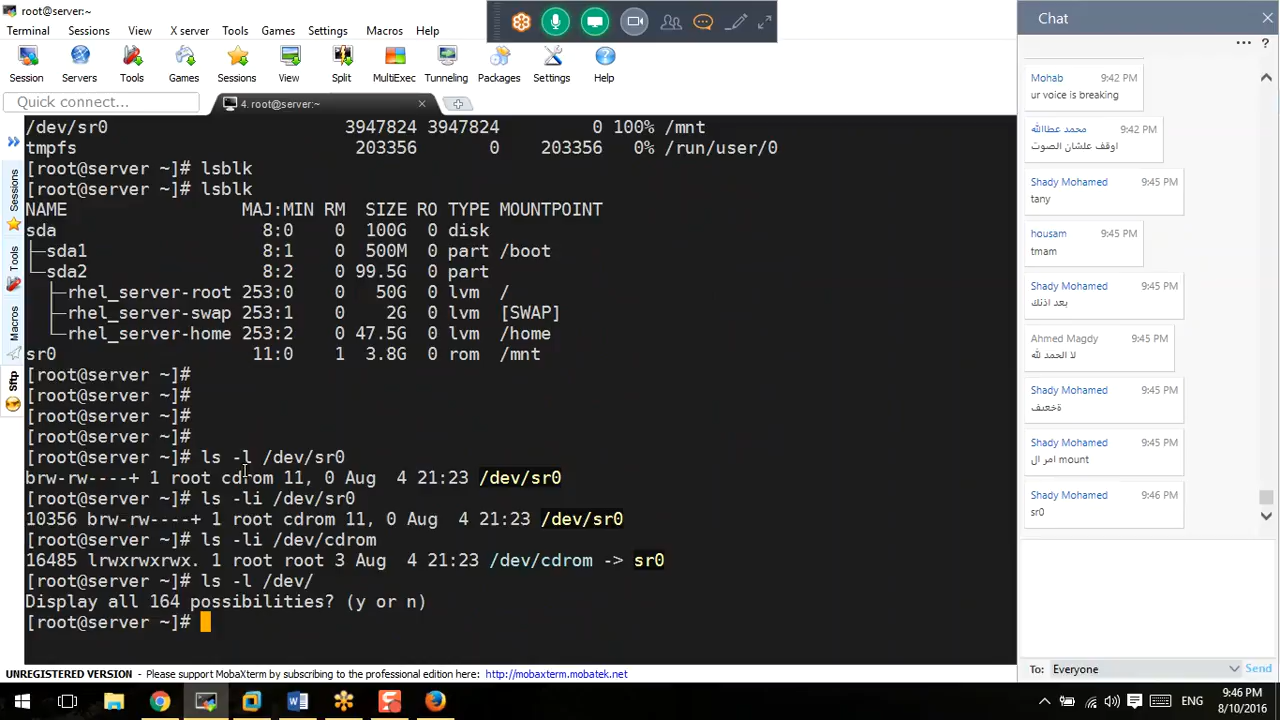 root@server:~
Terminal Sessions View X server Tools Games Settings Macros Help
Session Servers Tools Games Sessions View Split MultiExec Tunneling Packages Settings Help
Quick connect...
4. root@server:~
/dev/sr0 3947824 3947824 0 100% /mnt
tmpfs 203356 0 203356 0% /run/user/0
[root@server ~]# lsblk
[root@server ~]# lsblk
NAME MAJ:MIN RM SIZE RO TYPE MOUNTPOINT
sda 8:0 0 100G 0 disk
├─sda1 8:1 0 500M 0 part /boot
└─sda2 8:2 0 99.5G 0 part
├─rhel_server-root 253:0 0 50G 0 lvm /
├─rhel_server-swap 253:1 0 2G 0 lvm [SWAP]
└─rhel_server-home 253:2 0 47.5G 0 lvm /home
sr0 11:0 1 3.8G 0 rom /mnt
[root@server ~]#
[root@server ~]#
[root@server ~]#
[root@server ~]#
[root@server ~]# ls -l /dev/sr0
brw-rw----+ 1 root cdrom 11, 0 Aug 4 21:23 /dev/sr0
[root@server ~]# ls -li /dev/sr0
10356 brw-rw----+ 1 root cdrom 11, 0 Aug 4 21:23 /dev/sr0
[root@server ~]# ls -li /dev/cdrom
16485 lrwxrwxrwx. 1 root root 3 Aug 4 21:23 /dev/cdrom -> sr0
[root@server ~]# ls -l /dev/
Display all 164 possibilities? (y or n)
[root@server ~]#
Sessions
Tools
Macros
Sftp
UNREGISTERED VERSION - Please support MobaXterm by subscribing to the professional edition here: http://mobaxterm.mobatek.net
Chat
Mohab 9:42 PM
ur voice is breaking
محمد عطاالله 9:42 PM
اوقف علشان الصوت
Shady Mohamed 9:45 PM
tany
housam 9:45 PM
tmam
Shady Mohamed 9:45 PM
بعد اذنك
Ahmed Magdy 9:45 PM
لا الحمد لله
Shady Mohamed 9:45 PM
ةخعىف
Shady Mohamed 9:45 PM
امر ال mount
Shady Mohamed 9:46 PM
sr0
To: Everyone Send
ENG
9:46 PM
8/10/2016